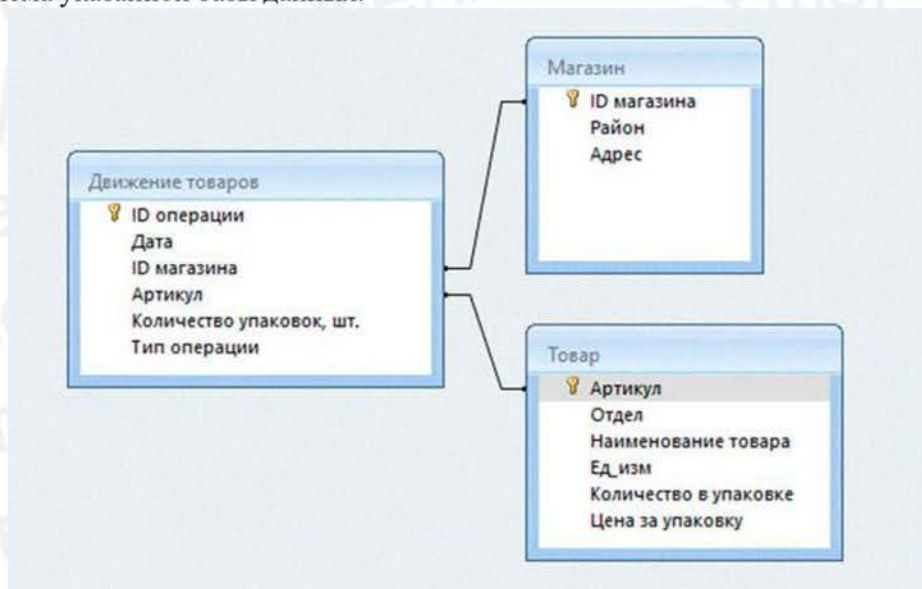 Магазин
ID магазина
Район
Адрес
Движение товаров
ID операции
Дата
ID магазина
Артикул
Количество упаковок, шт.
Тип операции
Товар
Артикул
Отдел
Наименование товара
Ед_изм
Количество в упаковке
Цена за упаковку